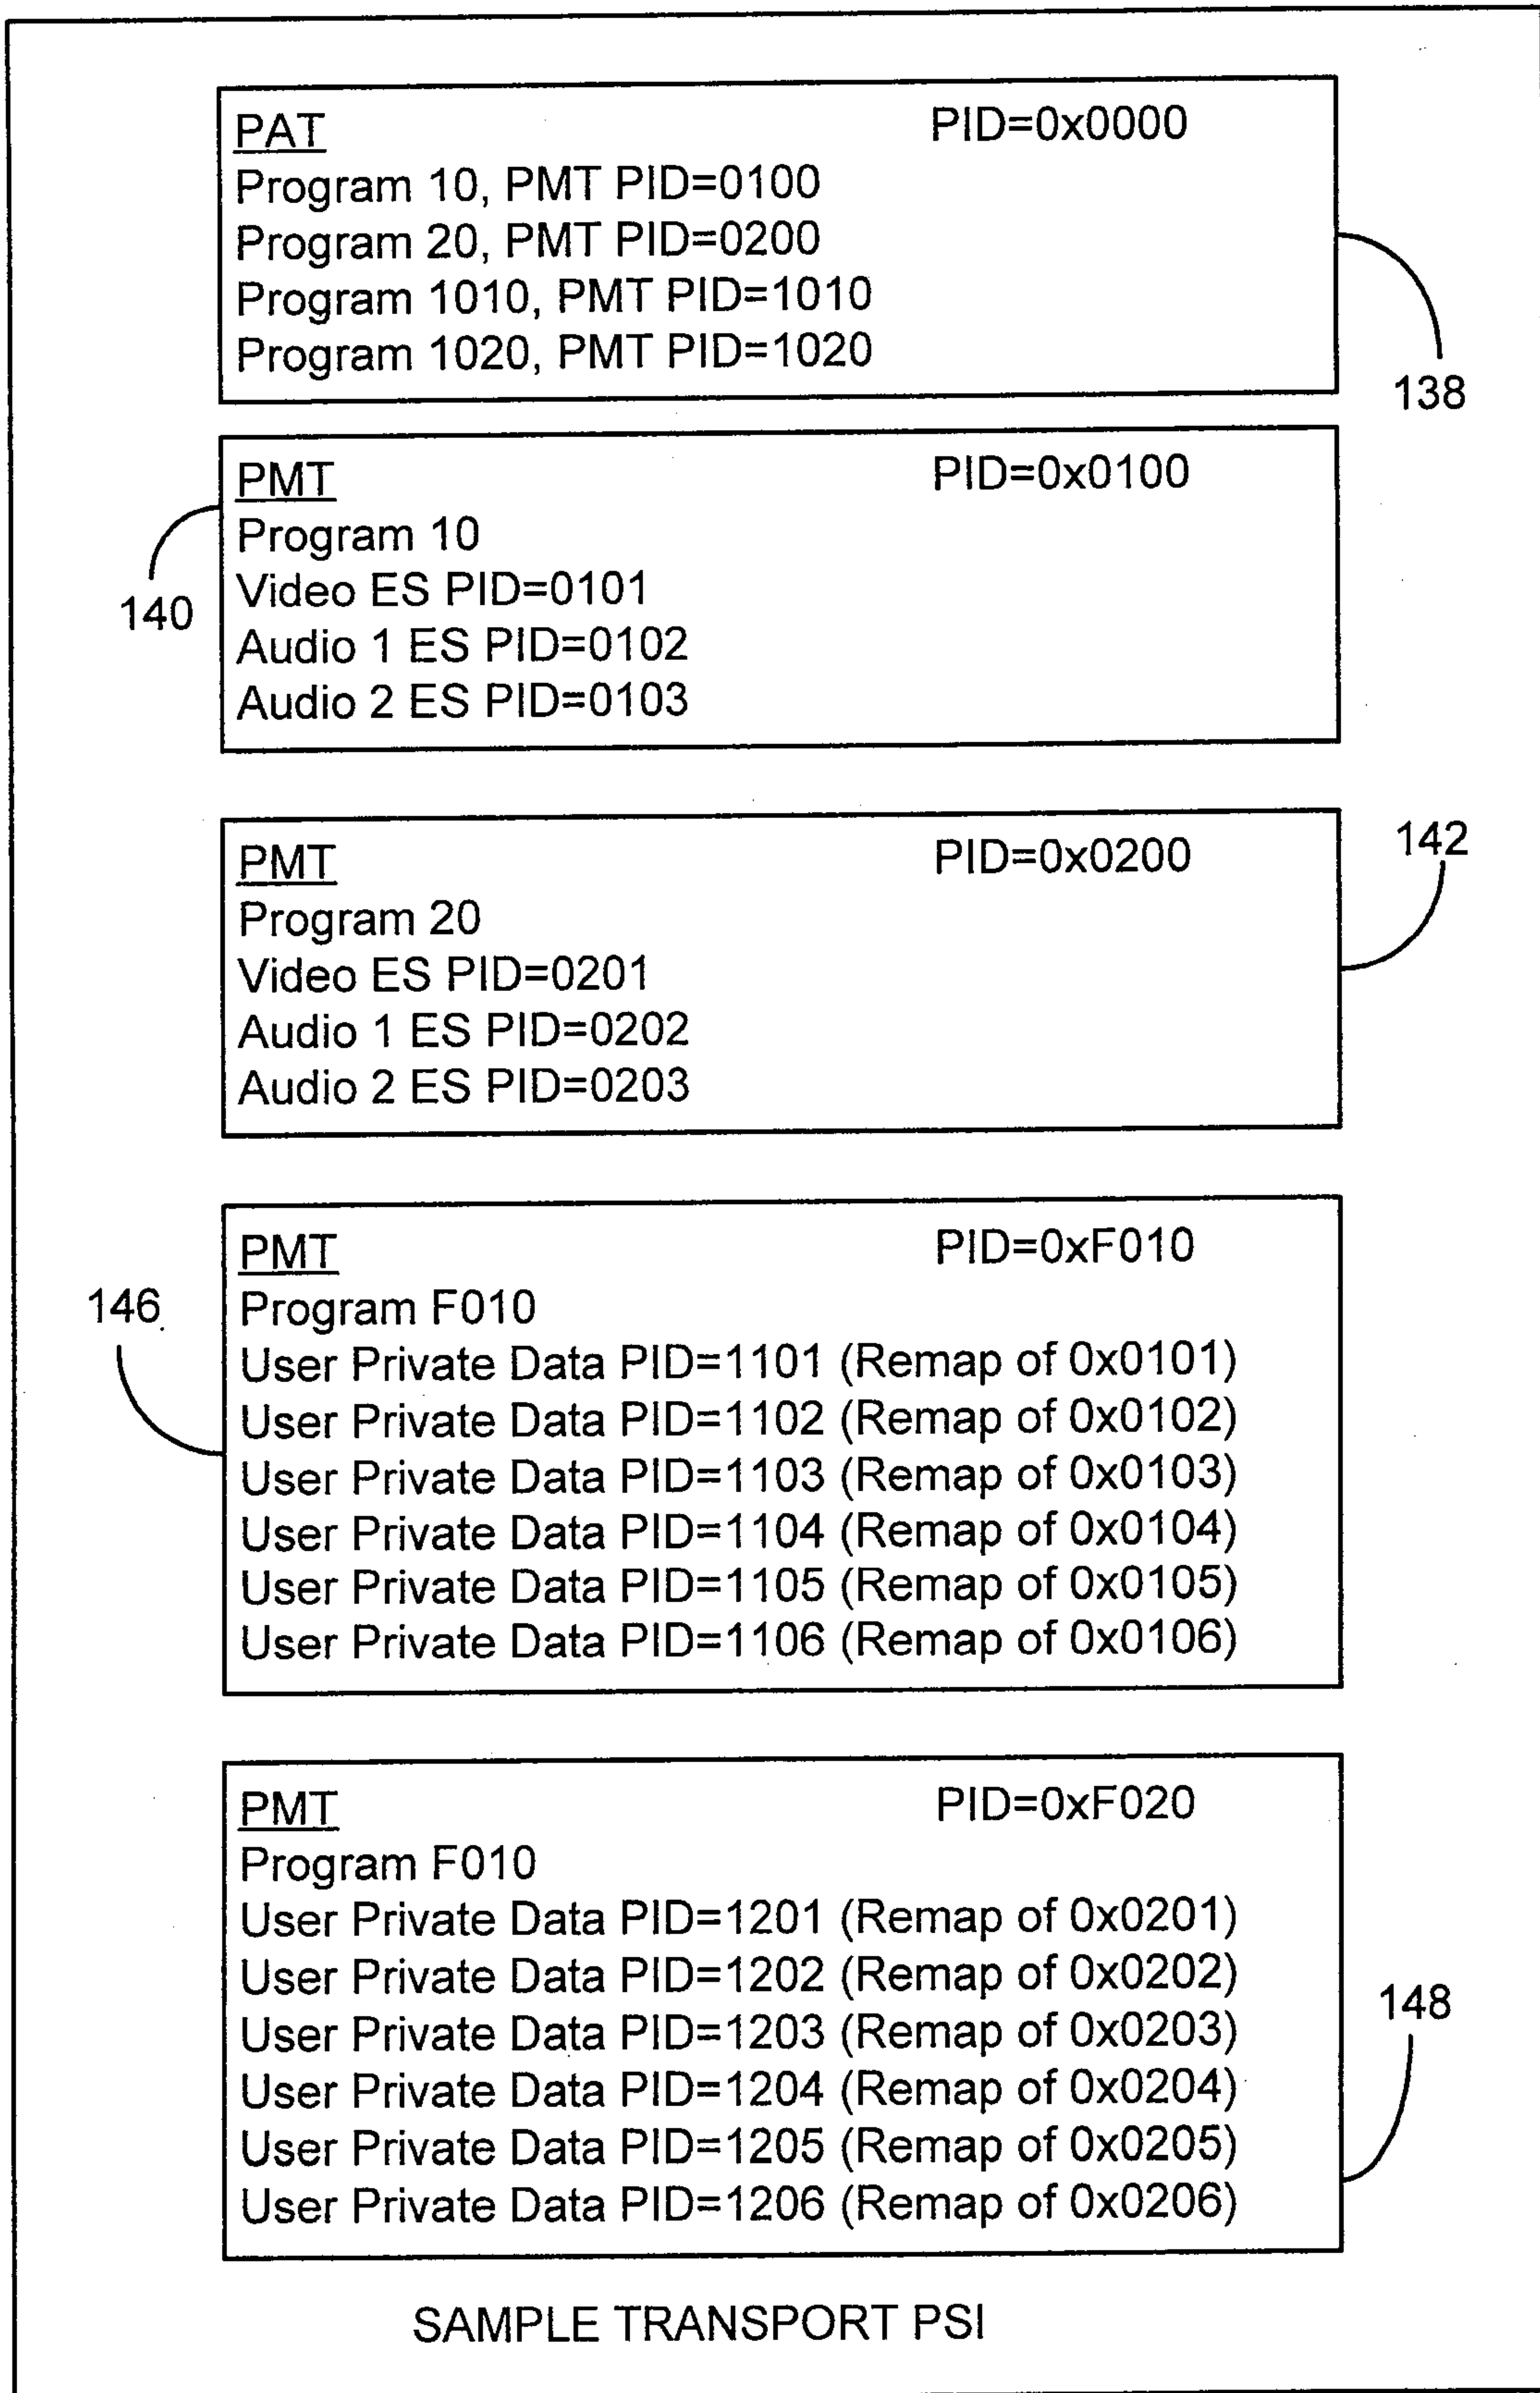 PAT PID=0x0000
Program 10, PMT PID=0100
Program 20, PMT PID=0200
Program 1010, PMT PID=1010
Program 1020, PMT PID=1020
138
PMT PID=0x0100
Program 10
Video ES PID=0101
Audio 1 ES PID=0102
Audio 2 ES PID=0103
140
PMT PID=0x0200
Program 20
Video ES PID=0201
Audio 1 ES PID=0202
Audio 2 ES PID=0203
142
PMT PID=0xF010
Program F010
User Private Data PID=1101 (Remap of 0x0101)
User Private Data PID=1102 (Remap of 0x0102)
User Private Data PID=1103 (Remap of 0x0103)
User Private Data PID=1104 (Remap of 0x0104)
User Private Data PID=1105 (Remap of 0x0105)
User Private Data PID=1106 (Remap of 0x0106)
146
PMT PID=0xF020
Program F010
User Private Data PID=1201 (Remap of 0x0201)
User Private Data PID=1202 (Remap of 0x0202)
User Private Data PID=1203 (Remap of 0x0203)
User Private Data PID=1204 (Remap of 0x0204)
User Private Data PID=1205 (Remap of 0x0205)
User Private Data PID=1206 (Remap of 0x0206)
148
SAMPLE TRANSPORT PSI